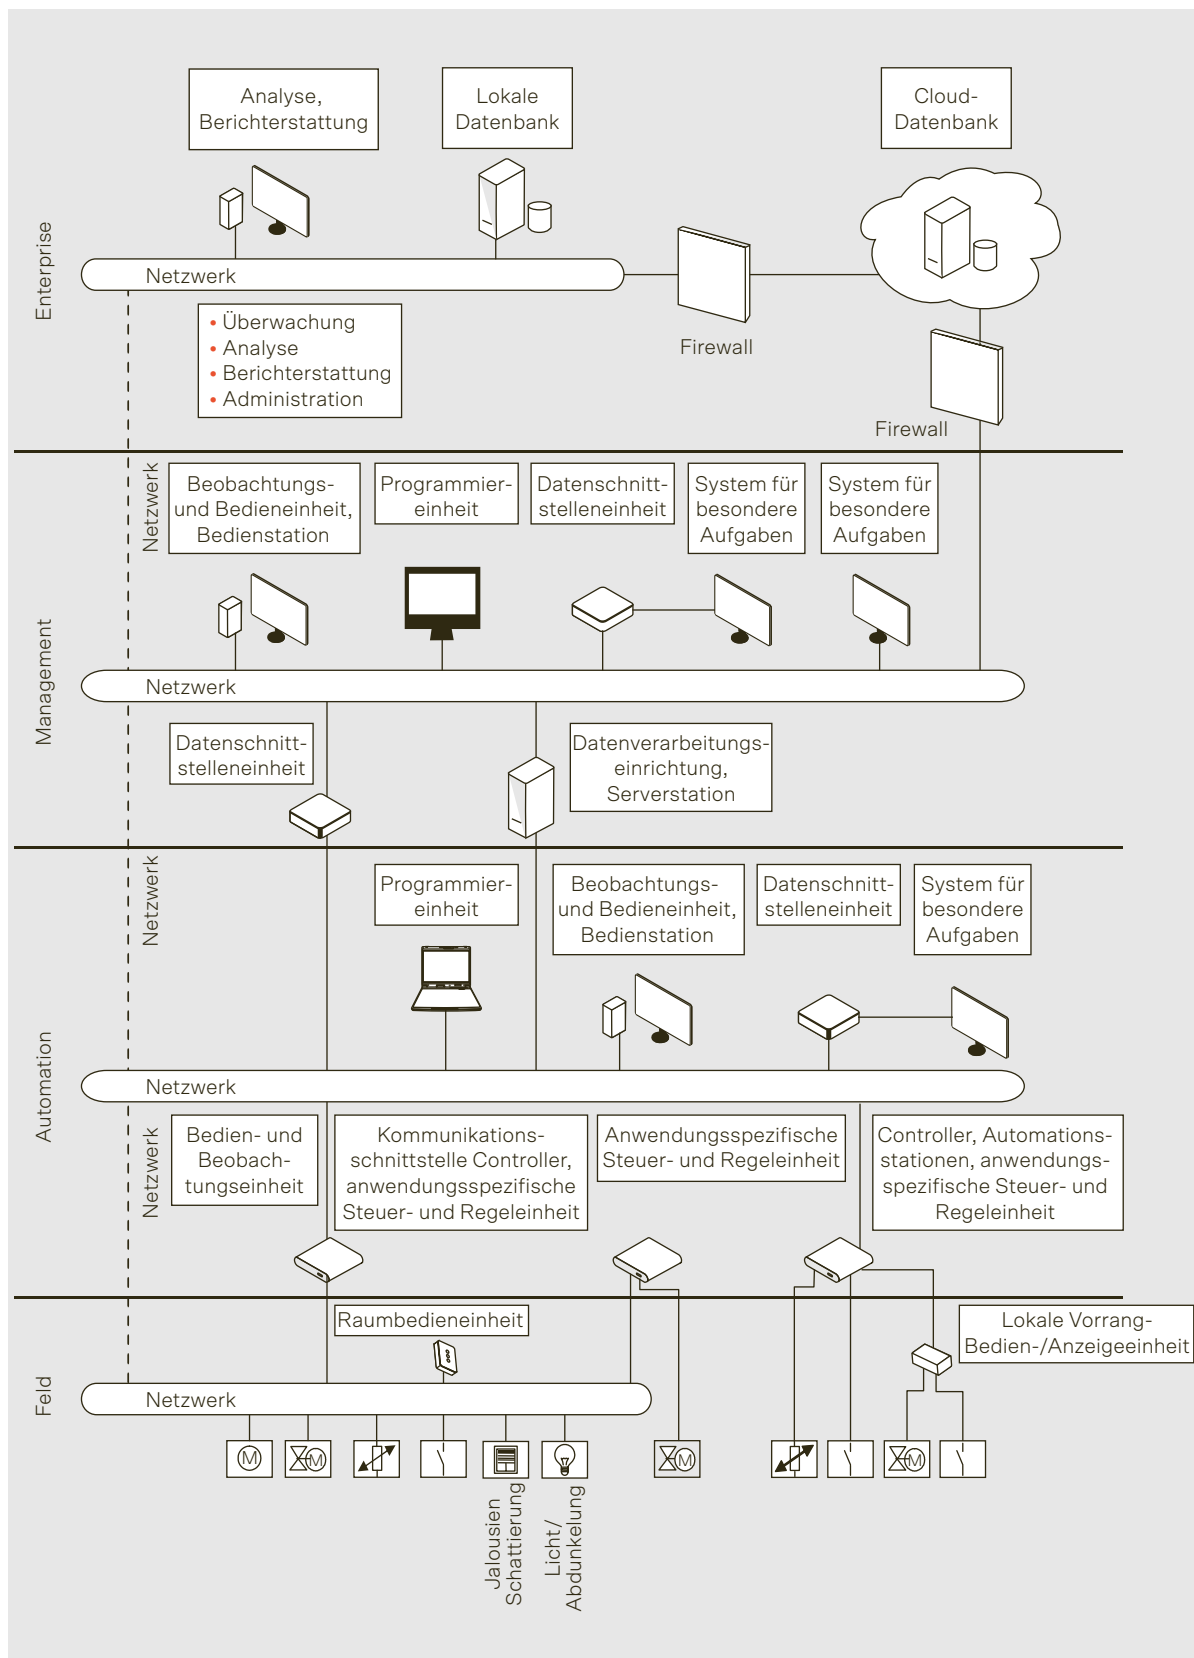 Analyse,
Berichterstattung
Lokale
Datenbank
Cloud-
Datenbank
Enterprise
Netzwerk
• Überwachung
• Analyse
• Berichterstattung
• Administration
Firewall
Firewall
Netzwerk
Beobachtungs-
und Bedieneinheit,
Bedienstation
Programmier-
einheit
Datenschnitt-
stelleneinheit
System für
besondere
Aufgaben
System für
besondere
Aufgaben
Management
Netzwerk
Datenschnitt-
stelleneinheit
Datenverarbeitungs-
einrichtung,
Serverstation
Netzwerk
Programmier-
einheit
Beobachtungs-
und Bedieneinheit,
Bedienstation
Datenschnitt-
stelleneinheit
System für
besondere
Aufgaben
Automation
Netzwerk
Netzwerk
Bedien- und
Beobach-
tungseinheit
Kommunikations-
schnittstelle Controller,
anwendungsspezifische
Steuer- und Regeleinheit
Anwendungsspezifische
Steuer- und Regeleinheit
Controller, Automations-
stationen, anwendungs-
spezifische Steuer- und
Regeleinheit
Raumbedieneinheit
Lokale Vorrang-
Bedien-/Anzeigeeinheit
Feld
Netzwerk
M
M
M
M
Jalousien
Schattierung
Licht/
Abdunkelung